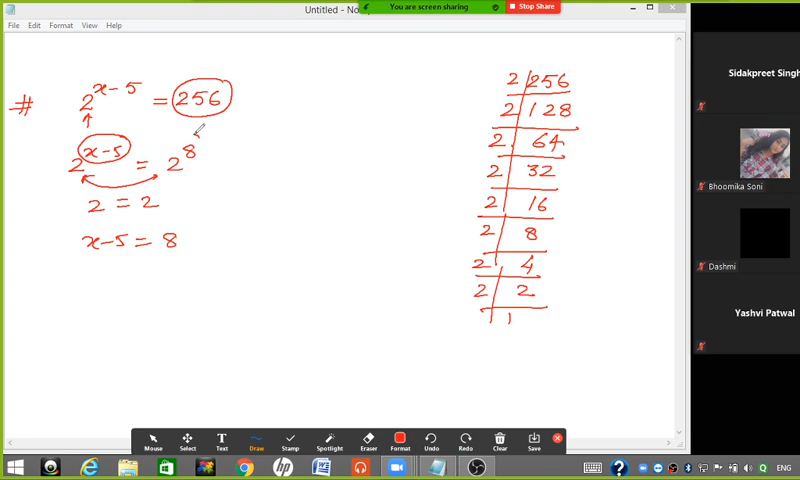 Untitled - No
You are screen sharing
Stop Share
File Edit Format View Help
# 2^{x-5} = 256
2^{x-5} = 2^8
2 = 2
x-5 = 8
2 256
2 128
2 64
2 32
2 16
2 8
2 4
2 2
1
Sidakpreet Singh
Bhoomika Soni
Dashmi
Yashvi Patwal
Mouse Select Text Draw Stamp Spotlight Eraser Format Undo Redo Clear Save
ENG